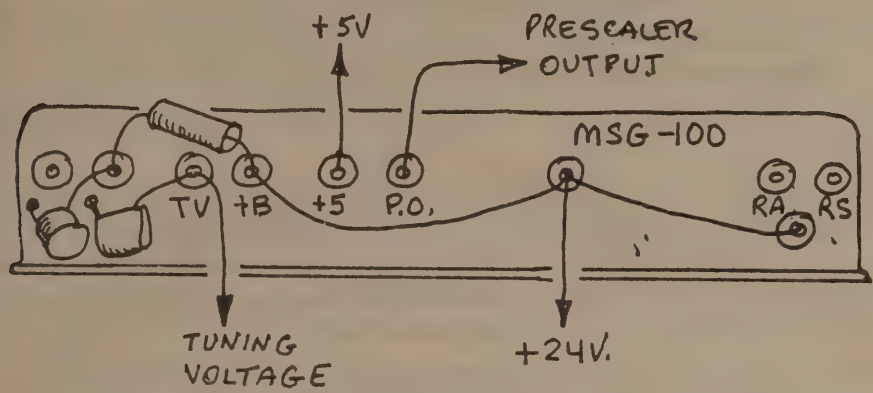 +5V
PRESCALER
OUTPUT
MSG-100
TV +B +5 P.O. RA RS
TUNING
VOLTAGE
+24V.